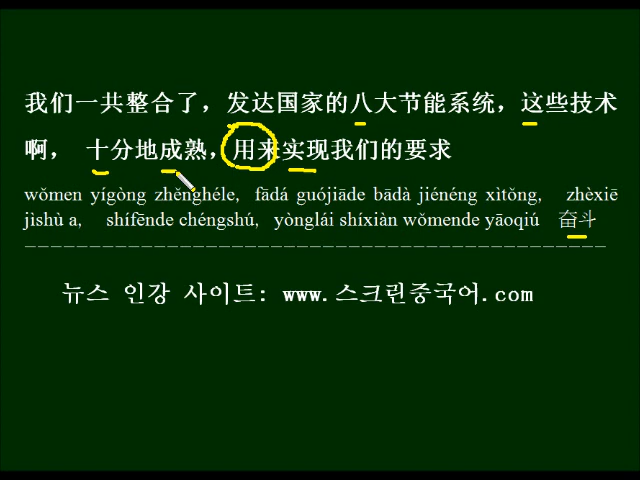 我们一共整合了，发达国家的八大节能系统，这些技术
啊，十分地成熟，用来实现我们的要求
wǒmen yígòng zhěnghéle, fādá guójiāde bādà jiénéng xìtǒng, zhèxiē
jìshù a, shífēnde chéngshú, yònglái shíxiàn wǒmende yāoqiú 奋斗
뉴스 인강 사이트: www.스크린중국어.com